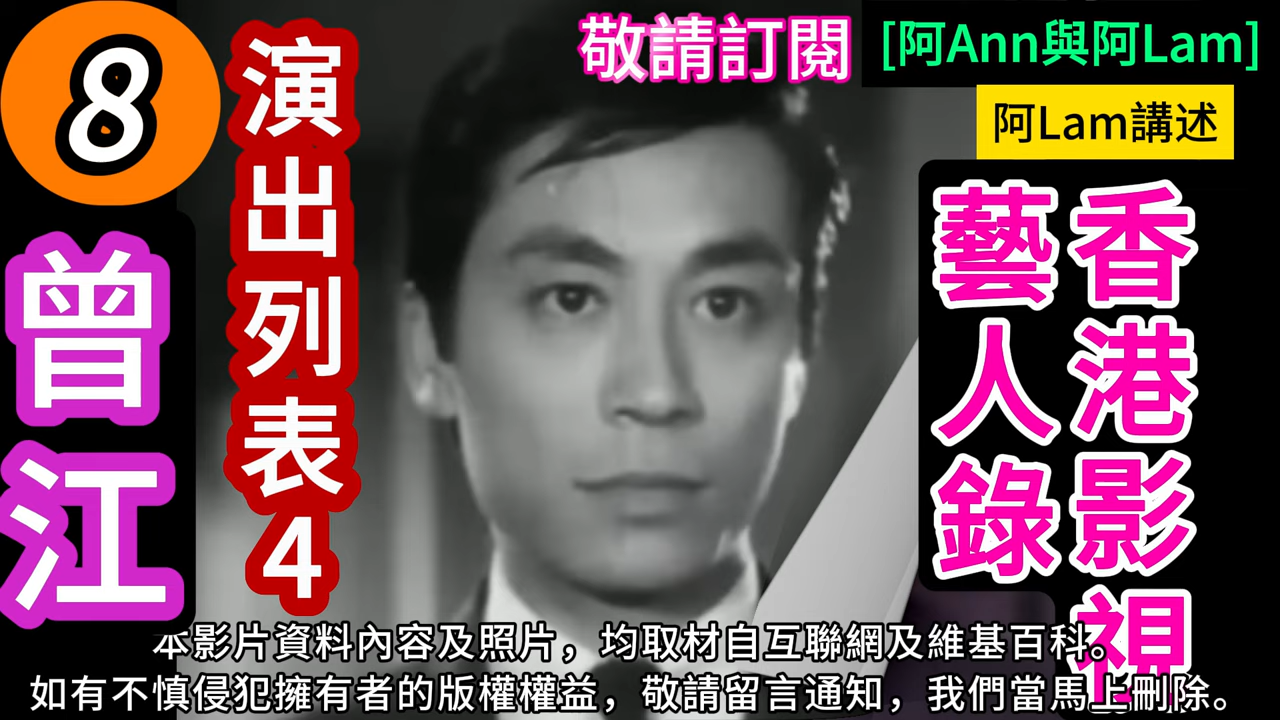 8
曾江
演出列表4
敬請訂閱
[阿Ann與阿Lam]
阿Lam講述
香港影視
藝人錄
本影片資料內容及照片，均取材自互聯網及維基百科。
如有不慎侵犯擁有者的版權權益，敬請留言通知，我們當馬上刪除。